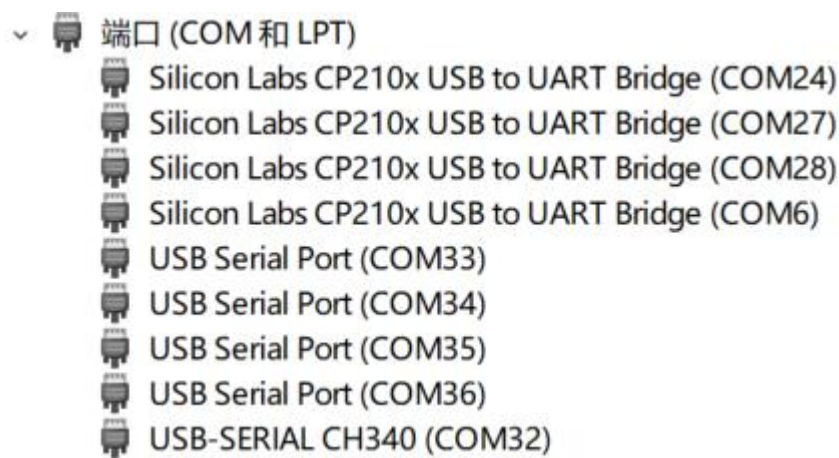 端口 (COM 和 LPT)
Silicon Labs CP210x USB to UART Bridge (COM24)
Silicon Labs CP210x USB to UART Bridge (COM27)
Silicon Labs CP210x USB to UART Bridge (COM28)
Silicon Labs CP210x USB to UART Bridge (COM6)
USB Serial Port (COM33)
USB Serial Port (COM34)
USB Serial Port (COM35)
USB Serial Port (COM36)
USB-SERIAL CH340 (COM32)